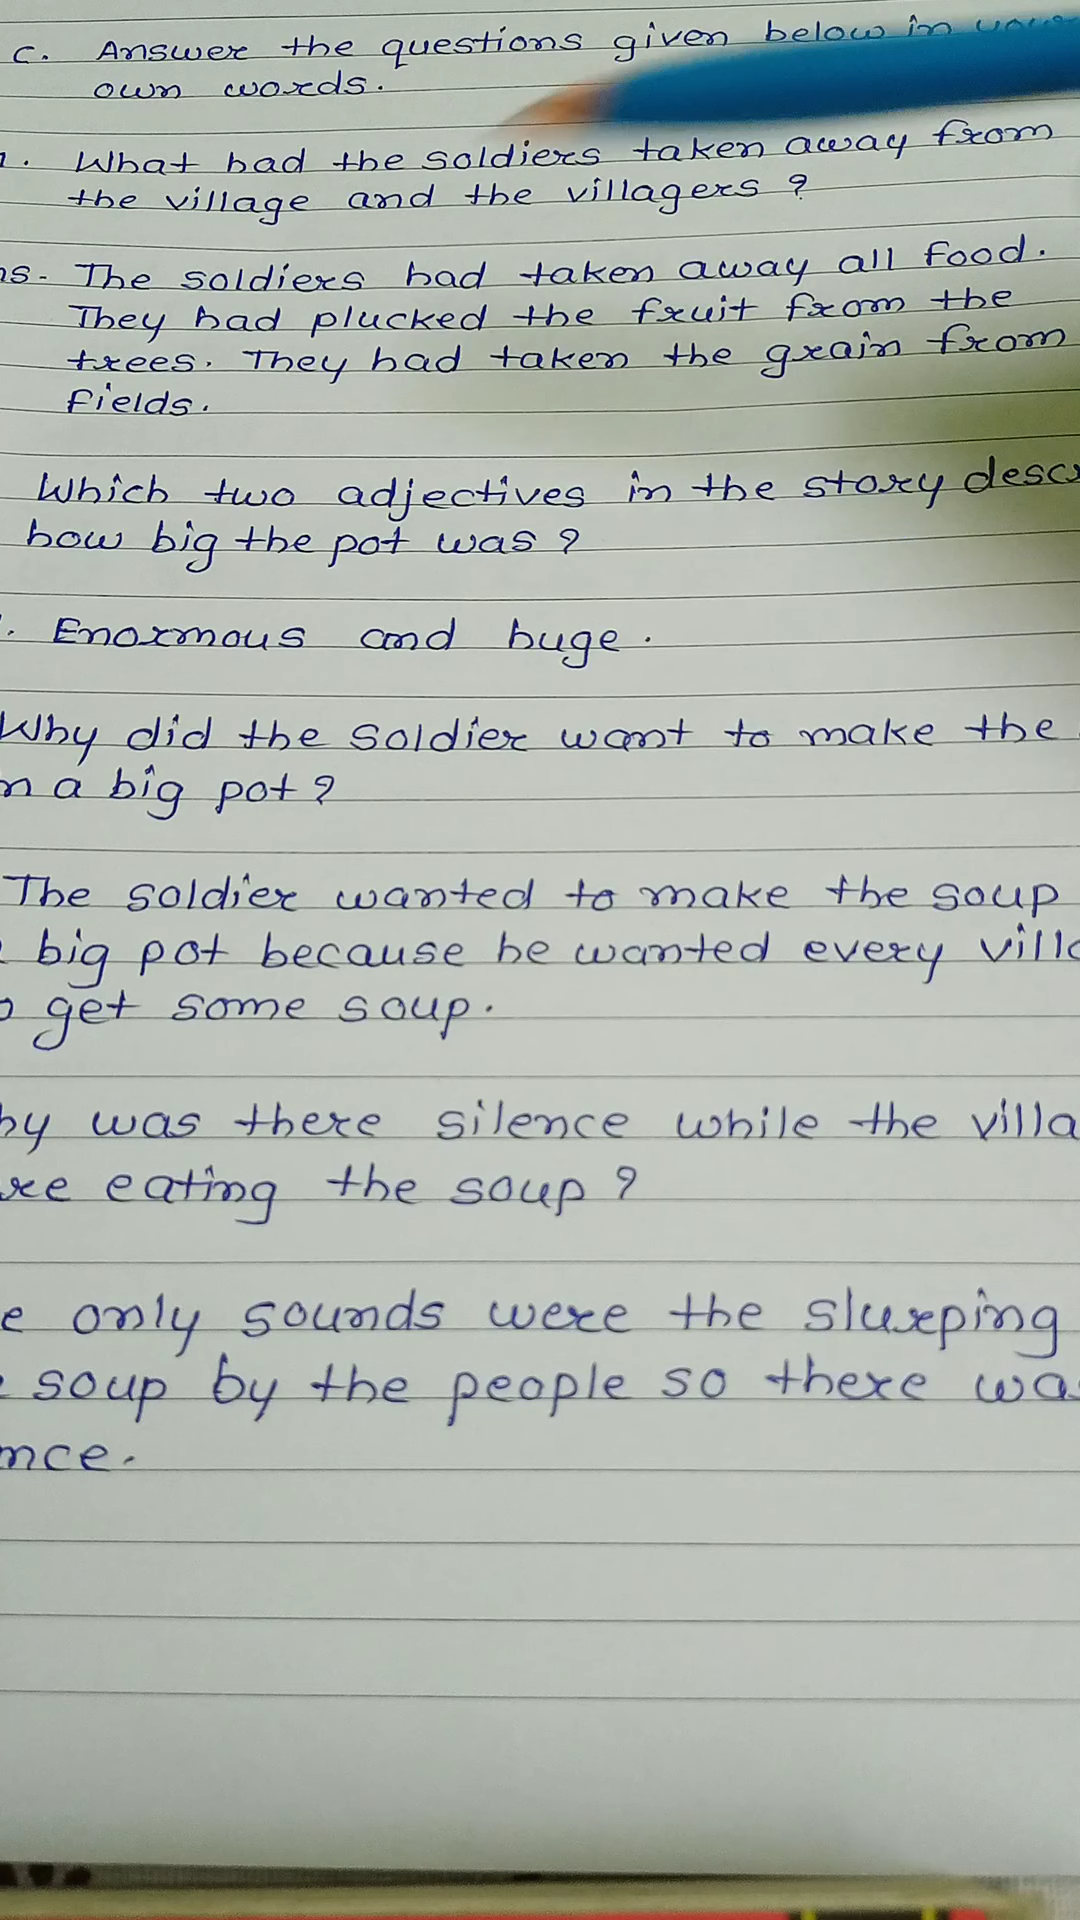 C. Answer the questions given below in your
own words.
1. What had the soldiers taken away from
the village and the villagers ?
ns. The soldiers had taken away all food.
They had plucked the fruit from the
trees. They had taken the grain from
fields.
Which two adjectives in the story
how big the pot was ?
Enormous and huge.
Why did the soldier want to make the
a big pot ?
The soldier wanted to make the soup
big pot because he wanted every
get some soup.
was there silence while the
eating the soup ?
only sounds were the slurping
soup by the people so there